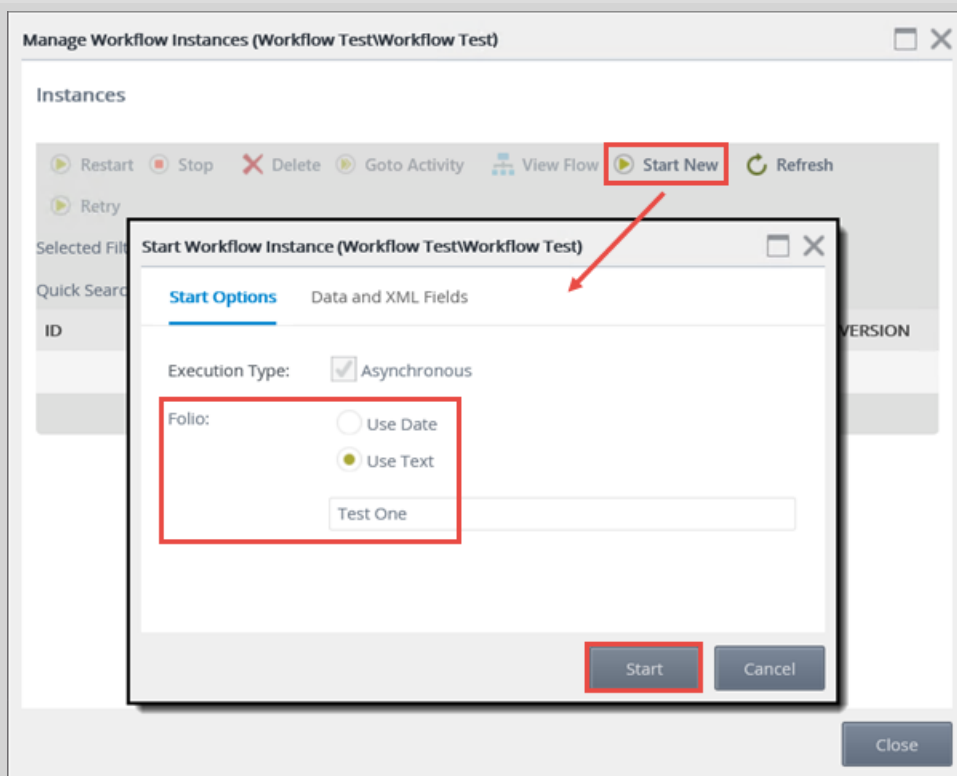 Manage Workflow Instances (Workflow Test\Workflow Test)
Instances
Restart Stop Delete Goto Activity View Flow Start New Refresh
Retry
Selected Filt
Start Workflow Instance (Workflow Test\Workflow Test)
Quick Searc
Start Options Data and XML Fields
ID
VERSION
Execution Type: Asynchronous
Folio:
Use Date
Use Text
Test One
Start Cancel
Close